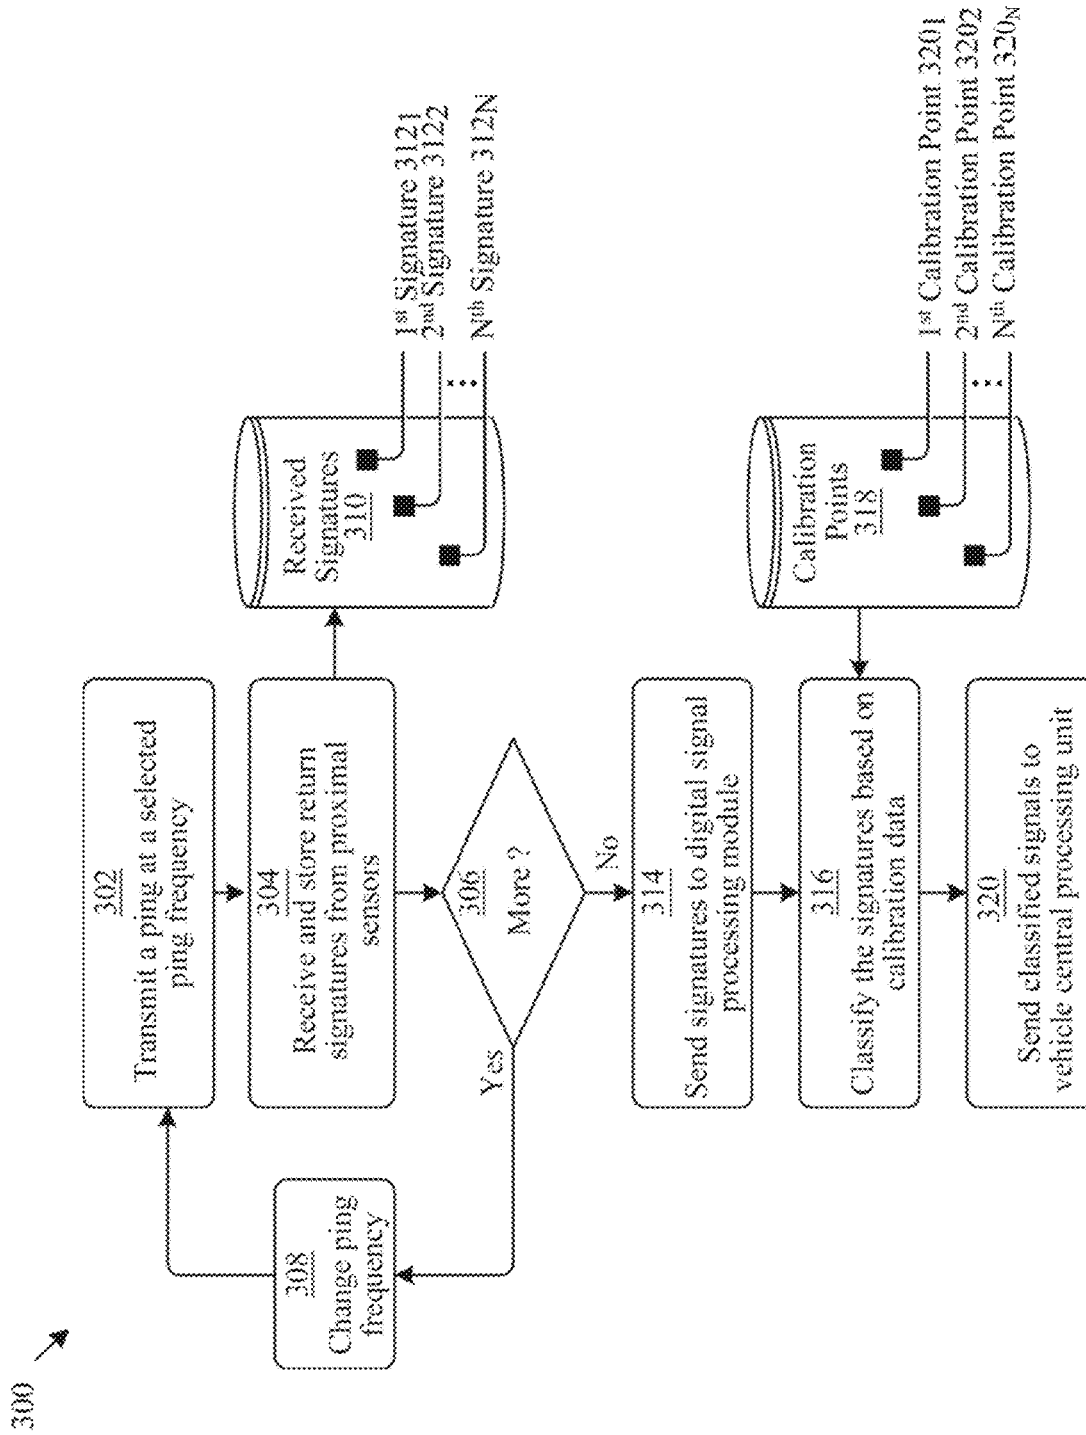 300
302
Transmit a ping at a selected
ping frequency
304
Receive and store return
signatures from proximal
sensors
Received
Signatures
310
1st Signature 312₁
2nd Signature 312₂
Nth Signature 312N
306
More ?
Yes
No
308
Change ping
frequency
314
Send signatures to digital signal
processing module
316
Classify the signatures based on
calibration data
Calibration
Points
318
1st Calibration Point 320₁
2nd Calibration Point 320₂
Nth Calibration Point 320N
320
Send classified signals to
vehicle central processing unit